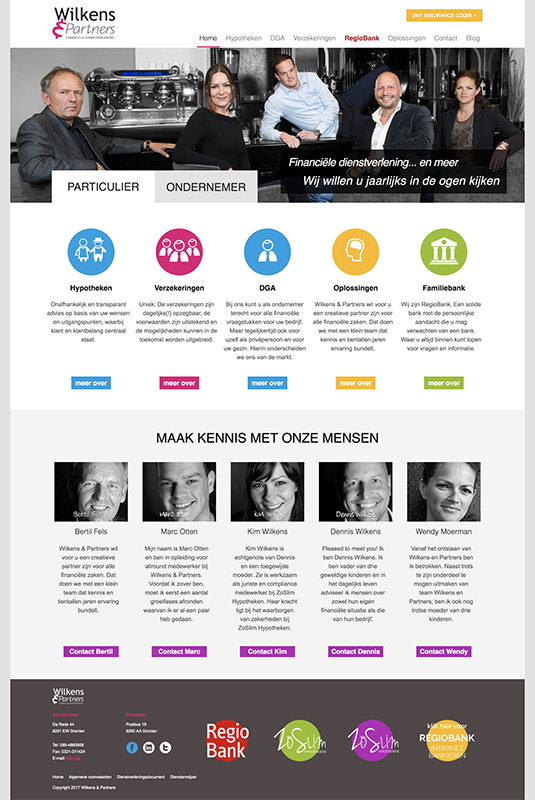 Wilkens
&Partners
FINANCIËLE DIENSTVERLENING
24/7 INSURANCE LOGIN >
Home Hypotheken DGA Verzekeringen RegioBank Oplossingen Contact Blog
Financiële dienstverlening... en meer
Wij willen u jaarlijks in de ogen kijken
PARTICULIER ONDERNEMER
Hypotheken
Onafhankelijk en transparant
advies op basis van uw wensen
en uitgangspunten, waarbij
klant en klantbelang centraal
staat.
meer over
Verzekeringen
Uniek: De verzekeringen zijn
dagelijks(!) opzegbaar, de
voorwaarden zijn uitstekend en
de mogelijkheden kunnen in de
toekomst worden uitgebreid.
meer over
DGA
Bij ons kunt u als ondernemer
terecht voor alle financiële
vraagstukken voor uw bedrijf.
Maar tegelijkertijd ook voor
uzelf als privépersoon en voor
uw gezin. Hierin onderscheiden
we ons van de markt.
meer over
Oplossingen
Wilkens & Partners wil voor u
een creatieve partner zijn voor
alle financiële zaken. Dat doen
we met een klein team dat
kennis en tientallen jaren
ervaring bundelt.
meer over
Familiebank
Wij zijn RegioBank. Een solide
bank met de persoonlijke
aandacht die u mag
verwachten van een bank.
Waar u altijd binnen kunt lopen
voor vragen en informatie.
meer over
MAAK KENNIS MET ONZE MENSEN
Bertil Fels
Bertil Fels
Wilkens & Partners wil
voor u een creatieve
partner zijn voor alle
financiële zaken. Dat
doen we met een klein
team dat kennis en
tientallen jaren ervaring
bundelt.
Contact Bertil
Marc Otten
Marc Otten
Mijn naam is Marc Otten
en ben in opleiding voor
allround medewerker bij
Wilkens & Partners.
Voordat ik zover ben,
moet ik eerst een aantal
groeifases afronden
waarvan ik er al een paar
heb gedaan.
Contact Marc
Kim Wilkens
Kim Wilkens
Kim Wilkens is
echtgenote van Dennis
en een toegewijde
moeder. Ze is werkzaam
als juriste en compliance
medewerker bij ZoSlim
Hypotheken. Haar kracht
ligt bij het waarborgen
van zekerheden bij
ZoSlim Hypotheken.
Contact Kim
Dennis Wilkens
Dennis Wilkens
Pleased to meet you! Ik
ben Dennis Wilkens. Ik
ben vader van drie
geweldige kinderen en in
het dagelijks leven
adviseer ik mensen over
zowel hun eigen
financiële situatie als die
van hun bedrijf.
Contact Dennis
Wendy Moerman
Vanaf het ontstaan van
Wilkens en Partners ben
ik betrokken. Naast trots
te zijn onderdeel te
mogen uitmaken van
team Wilkens en
Partners, ben ik ook nog
trotse moeder van drie
kinderen.
Contact Wendy
Wilkens
&Partners
De Rede 44
8251 EW Dronten
Tel: 085-4865959
Fax: 0321-311424
E-mail:
Postbus 16
8250 AA Dronten
Regio
Bank
ZoSlim
ZoSlim
klik hier voor
REGIOBANK
INTERNET
BANKIEREN
Home Algemene voorwaarden Dienstverleningsdocument Dienstenwijzer
Copyright 2017 Wilkens & Partners